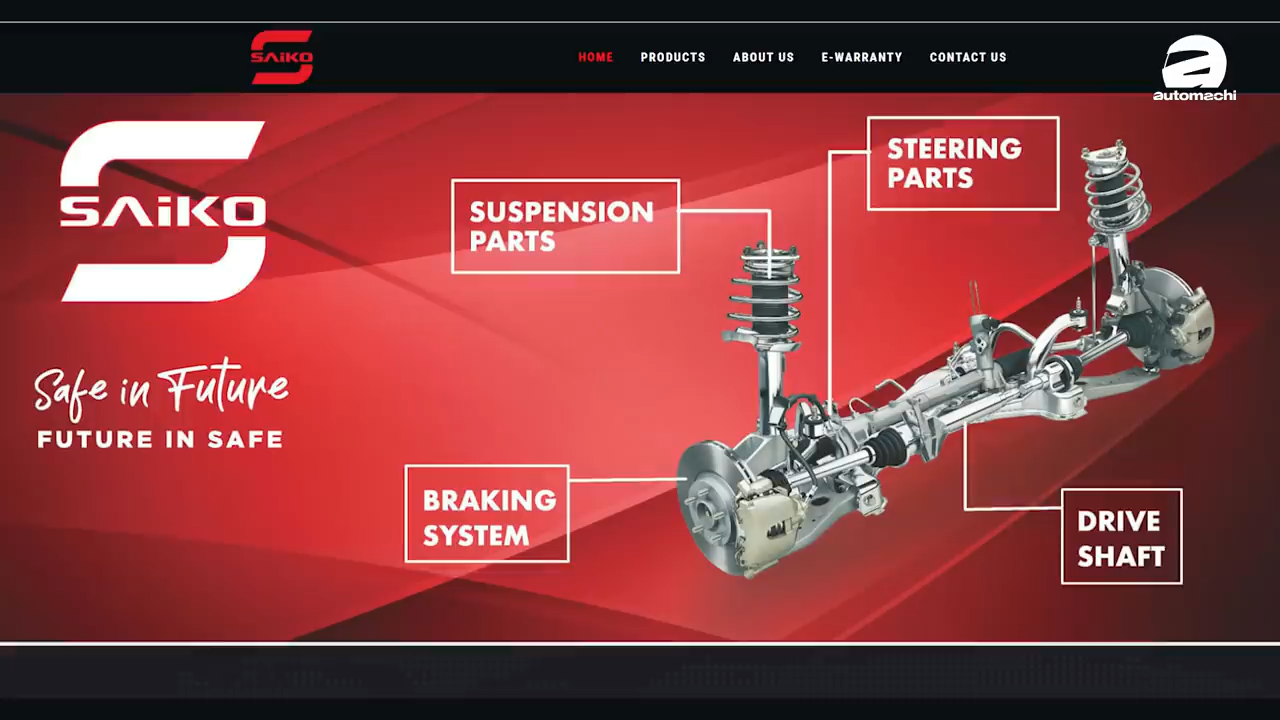 SAiKO
HOME
PRODUCTS
ABOUT US
E-WARRANTY
CONTACT US
automachi
SAiKO
STEERING
PARTS
SUSPENSION
PARTS
Safe in Future
FUTURE IN SAFE
BRAKING
SYSTEM
DRIVE
SHAFT